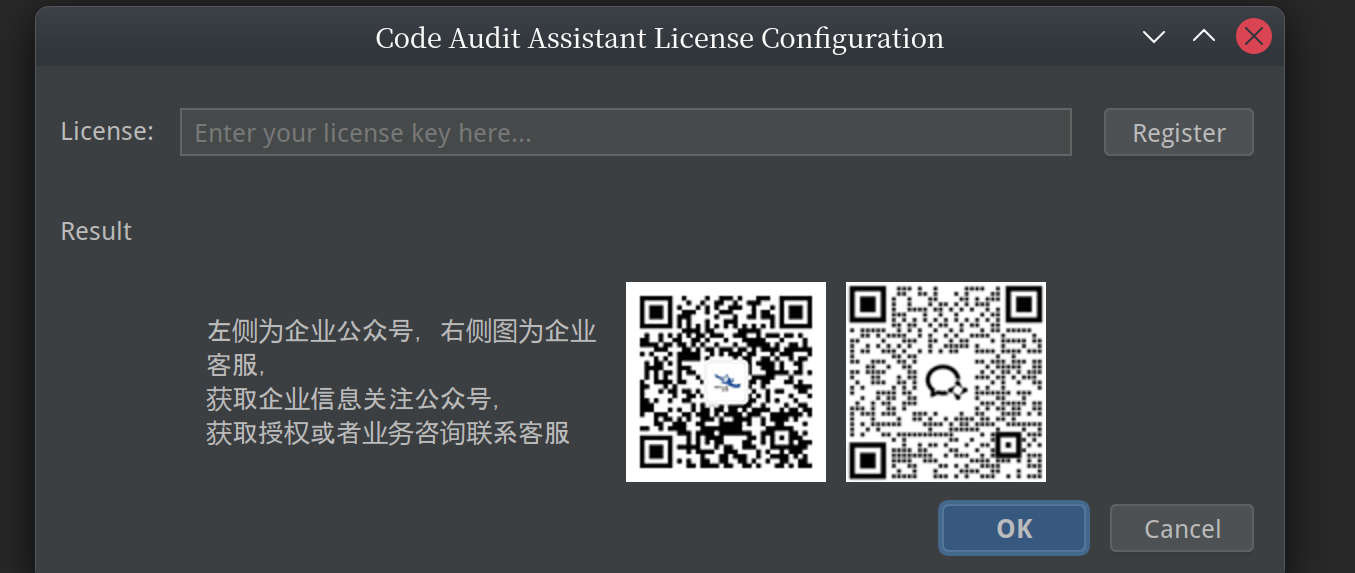 Code Audit Assistant License Configuration
License:
Enter your license key here...
Register
Result
左侧为企业公众号，右侧图为企业
客服，
获取企业信息关注公众号，
获取授权或者业务咨询联系客服
OK
Cancel